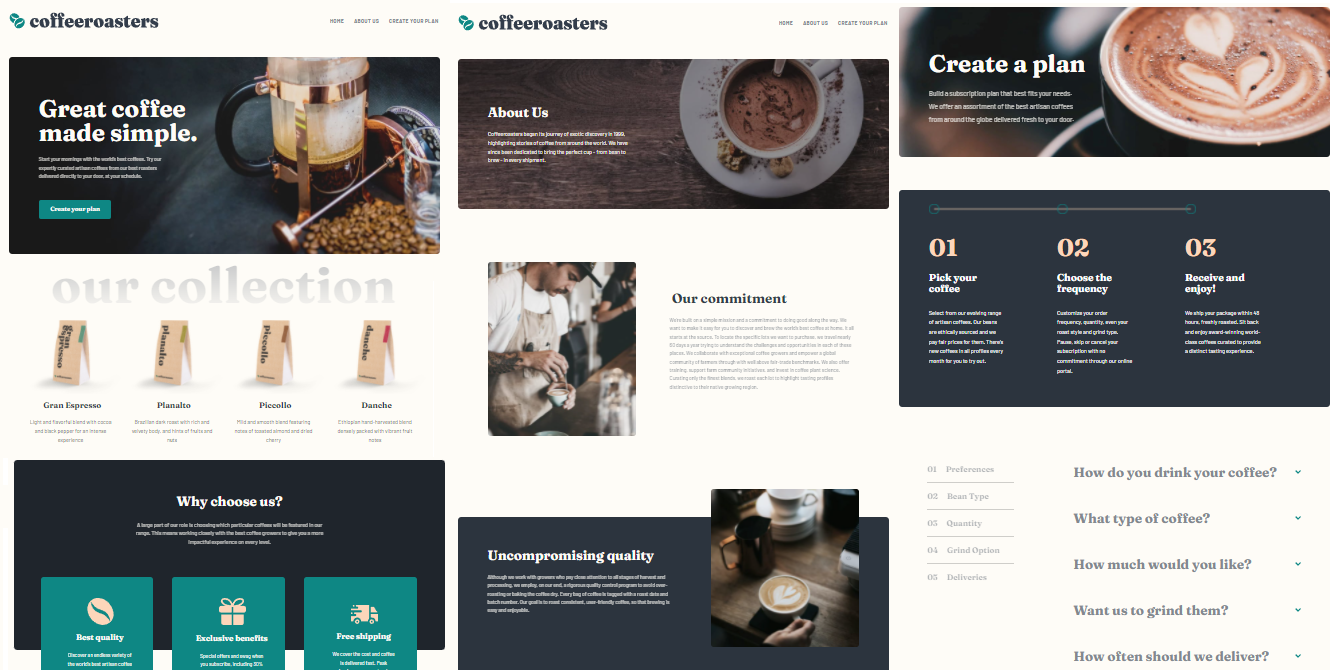 coffeeroasters
HOME ABOUT US CREATE YOUR PLAN
Great coffee
made simple.
Start your mornings with the world's best coffees. Try our
expertly curated artisan coffees from our best roasters
delivered directly to your door, at your schedule.
Create your plan
our collection
gran
espresso
planalto
piccollo
danche
Gran Espresso
Light and flavorful blend with cocoa
and black pepper for an intense
experience
Planalto
Brazilian dark roast with rich and
velvety body, and hints of fruits and
nuts
Piccollo
Mild and smooth blend featuring
notes of toasted almond and dried
cherry
Danche
Ethiopian hand-harvested blend
densely packed with vibrant fruit
notes
Why choose us?
A large part of our role is choosing which particular coffees will be featured in our
range. This means working closely with the best coffee growers to give you a more
impactful experience on every level.
Best quality
Discover an endless variety of
the world's best artisan coffee
Exclusive benefits
Special offers and swag when
you subscribe, including 30%
Free shipping
We cover the cost and coffee
is delivered fast. Peak
coffeeroasters
HOME ABOUT US CREATE YOUR PLAN
About Us
Coffeeroasters began its journey of exotic discovery in 1999,
highlighting stories of coffee from around the world. We have
since been dedicated to bring the perfect cup - from bean to
brew - in every shipment.
Our commitment
We're built on a simple mission and a commitment to doing good along the way. We
want to make it easy for you to discover and brew the world's best coffee at home. It all
starts at the source. To locate the specific lots we want to purchase, we travel nearly
60 days a year trying to understand the challenges and opportunities in each of these
places. We collaborate with exceptional coffee growers and empower a global
community of farmers through with well above fair-trade benchmarks. We also offer
training, support farm community initiatives, and invest in coffee plant science.
Curating only the finest blends, we roast each lot to highlight tasting profiles
distinctive to their native growing region.
Uncompromising quality
Although we work with growers who pay close attention to all stages of harvest and
processing, we employ, on our end, a rigorous quality control program to avoid over-
roasting or baking the coffee dry. Every bag of coffee is tagged with a roast date and
batch number. Our goal is to roast consistent, user-friendly coffee, so that brewing is
easy and enjoyable.
Create a plan
Build a subscription plan that best fits your needs.
We offer an assortment of the best artisan coffees
from around the globe delivered fresh to your door.
01
Pick your
coffee
Select from our evolving range
of artisan coffees. Our beans
are ethically sourced and we
pay fair prices for them. There's
new coffees in all profiles every
month for you to try out.
02
Choose the
frequency
Customize your order
frequency, quantity, even your
roast style and grind type.
Pause, skip or cancel your
subscription with no
commitment through our online
portal.
03
Receive and
enjoy!
We ship your package within 48
hours, freshly roasted. Sit back
and enjoy award-winning world-
class coffees curated to provide
a distinct tasting experience.
01 Preferences
02 Bean Type
03 Quantity
04 Grind Option
05 Deliveries
How do you drink your coffee?
What type of coffee?
How much would you like?
Want us to grind them?
How often should we deliver?